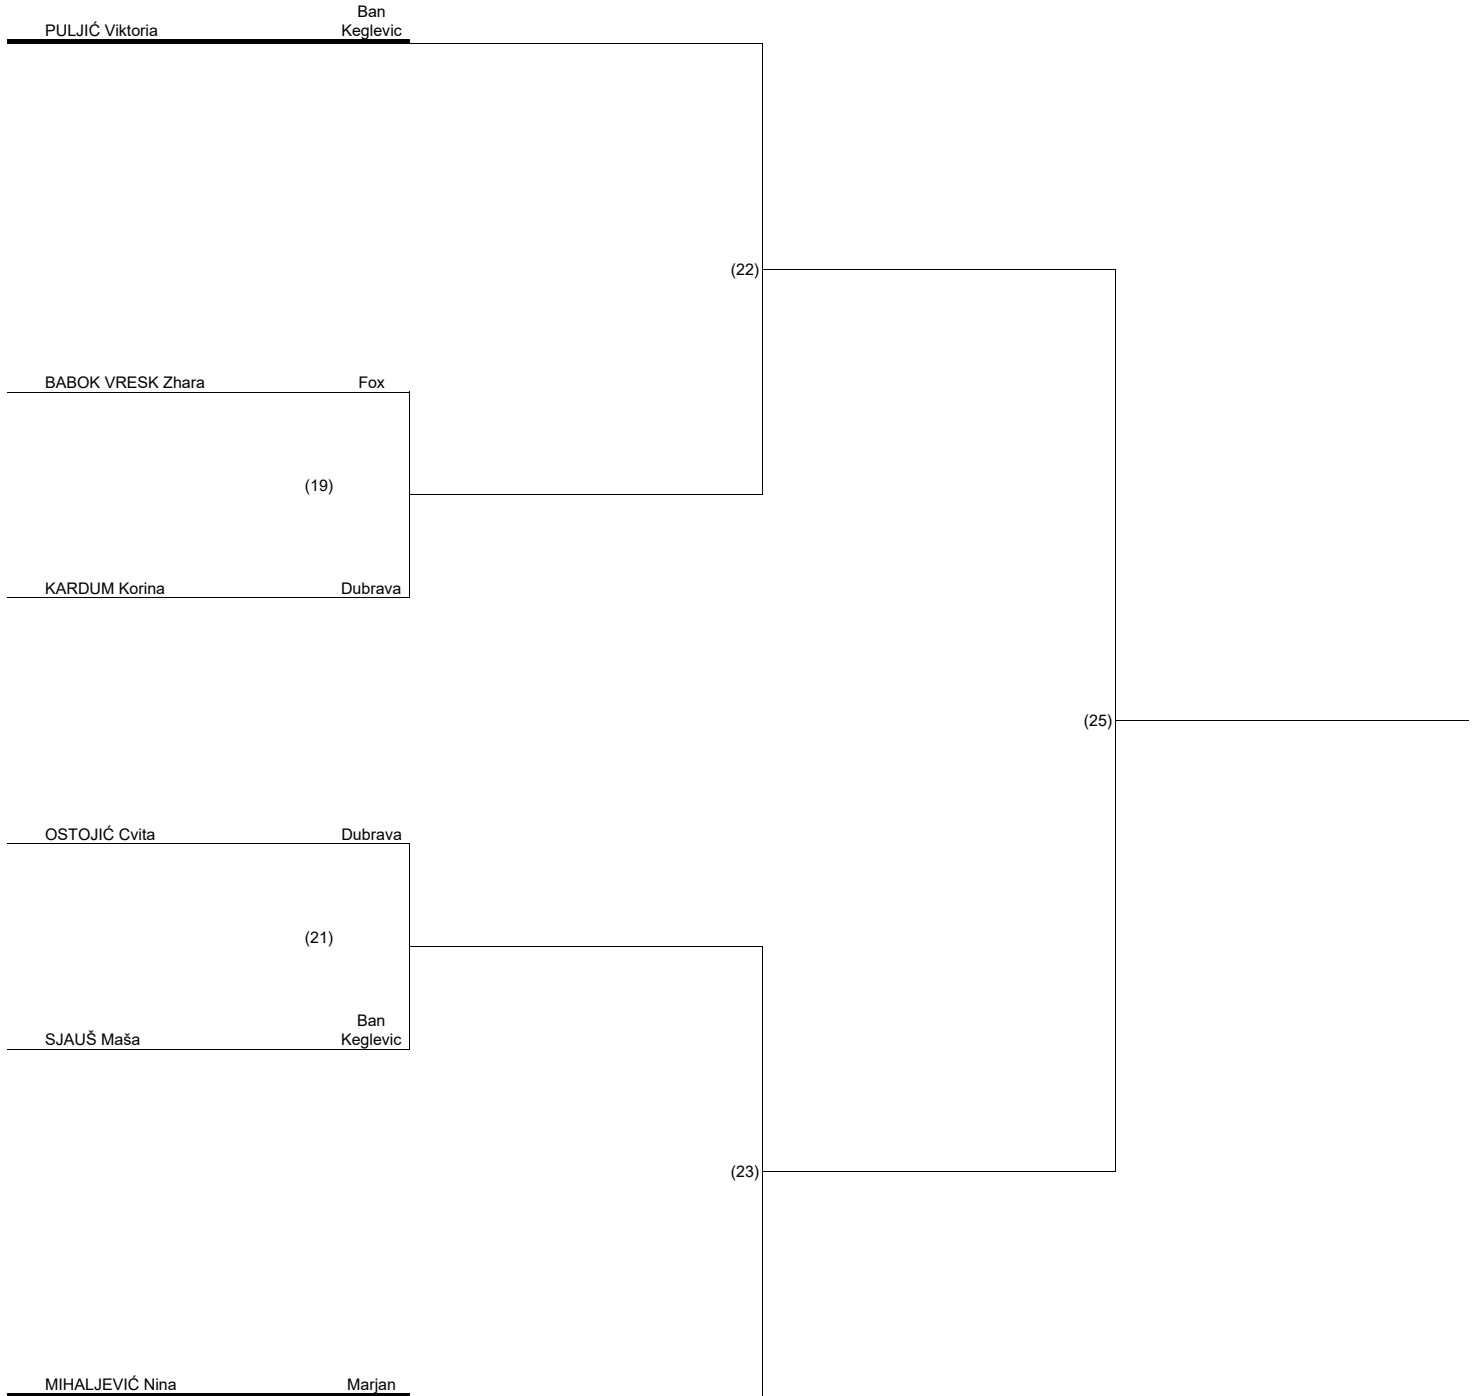 Ban
PULJIĆ Viktoria Keglevic
(22)
BABOK VRESK Zhara Fox
(19)
KARDUM Korina Dubrava
(25)
OSTOJIĆ Cvita Dubrava
(21)
Ban
SJAUŠ Maša Keglevic
(23)
MIHALJEVIĆ Nina Marjan